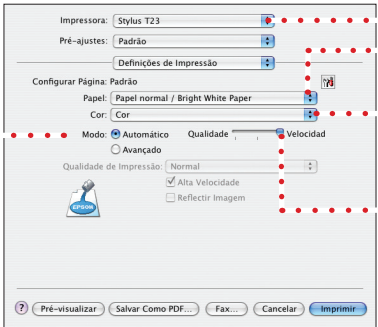 Impressora: Stylus T23
Pré-ajustes: Padrão
Definições de Impressão
Configurar Página: Padrão
Papel: Papel normal / Bright White Paper
Cor: Cor
Modo: Automático Qualidade Velocidad
Avançado
Qualidade de Impressão: Normal
Alta Velocidade
Reflectir Imagem
EPSON
? Pré-visualizar Salvar Como PDF... Fax... Cancelar Imprimir